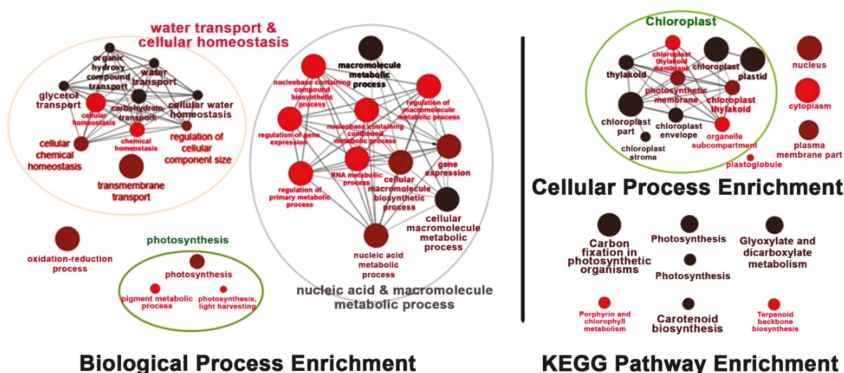 water transport &
cellular homeostasis
organic
hydroxy
compound
transport
water
transport
glycerol
transport
carbohydrate
transport
cellular water
homeostasis
cellular
homeostasis
chemical
homeostasis
regulation of
cellular
component size
cellular
chemical
homeostasis
transmembrane
transport
macromolecule
metabolic
process
nucleobase containing
compound
biosynthetic
process
regulation of
macromolecule
metabolic process
regulation of gene
expression
nucleobase containing
compound
metabolic process
gene
expression
RNA metabolic
process
regulation of
primary metabolic
process
cellular
macromolecule
biosynthetic
process
cellular
macromolecule
metabolic
process
nucleic acid
metabolic
process
nucleic acid & macromolecule
metabolic process
oxidation-reduction
process
photosynthesis
photosynthesis
pigment metabolic
process
photosynthesis,
light harvesting
Biological Process Enrichment
Chloroplast
chloroplast
thylakoid
membrane
chloroplast
plastid
thylakoid
photosynthetic
membrane
chloroplast
thylakoid
chloroplast
part
chloroplast
envelope
organelle
subcompartment
chloroplast
stroma
plastoglobule
nucleus
cytoplasm
plasma
membrane part
Cellular Process Enrichment
Carbon
fixation in
photosynthetic
organisms
Photosynthesis
Photosynthesis
Glyoxylate and
dicarboxylate
metabolism
Porphyrin and
chlorophyll
metabolism
Carotenoid
biosynthesis
Terpenoid
backbone
biosynthesis
KEGG Pathway Enrichment